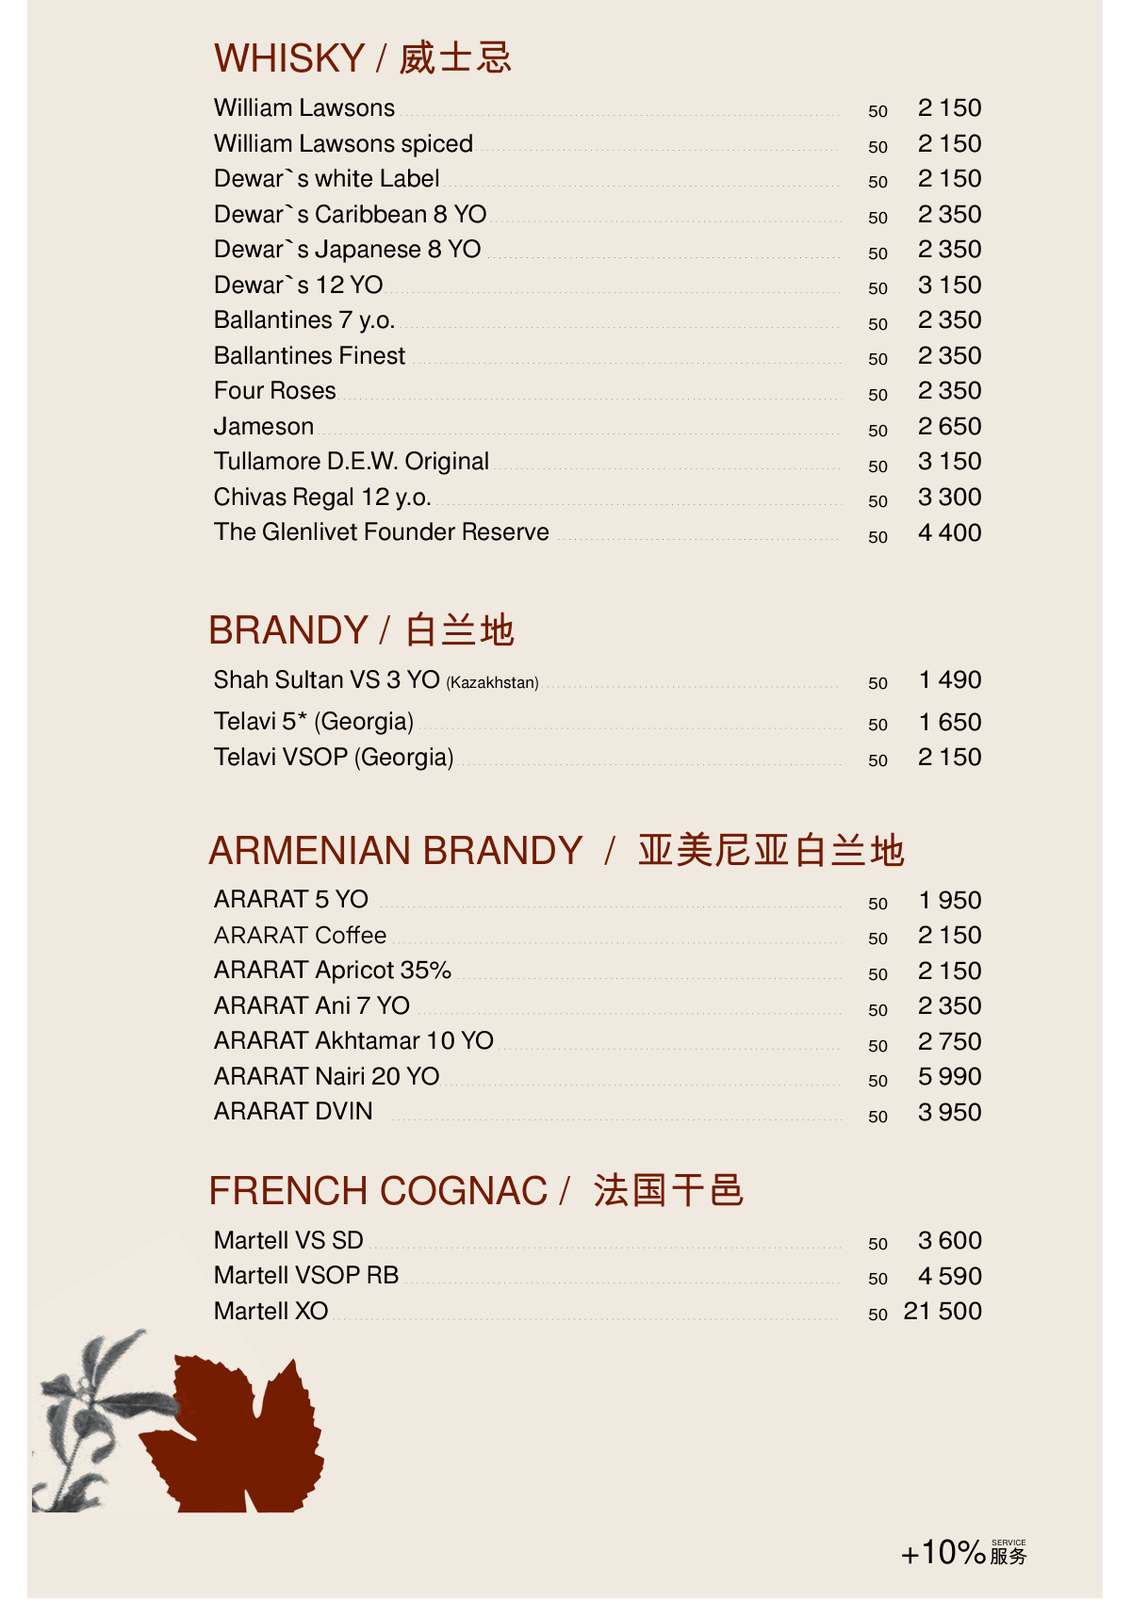 WHISKY / 威士忌
William Lawsons 50 2 150
William Lawsons spiced 50 2 150
Dewar`s white Label 50 2 150
Dewar`s Caribbean 8 YO 50 2 350
Dewar`s Japanese 8 YO 50 2 350
Dewar`s 12 YO 50 3 150
Ballantines 7 y.o. 50 2 350
Ballantines Finest 50 2 350
Four Roses 50 2 350
Jameson 50 2 650
Tullamore D.E.W. Original 50 3 150
Chivas Regal 12 y.o. 50 3 300
The Glenlivet Founder Reserve 50 4 400
BRANDY / 白兰地
Shah Sultan VS 3 YO (Kazakhstan) 50 1 490
Telavi 5* (Georgia) 50 1 650
Telavi VSOP (Georgia) 50 2 150
ARMENIAN BRANDY / 亚美尼亚白兰地
ARARAT 5 YO 50 1 950
ARARAT Coffee 50 2 150
ARARAT Apricot 35% 50 2 150
ARARAT Ani 7 YO 50 2 350
ARARAT Akhtamar 10 YO 50 2 750
ARARAT Nairi 20 YO 50 5 990
ARARAT DVIN 50 3 950
FRENCH COGNAC / 法国干邑
Martell VS SD 50 3 600
Martell VSOP RB 50 4 590
Martell XO 50 21 500
+10% SERVICE 服务